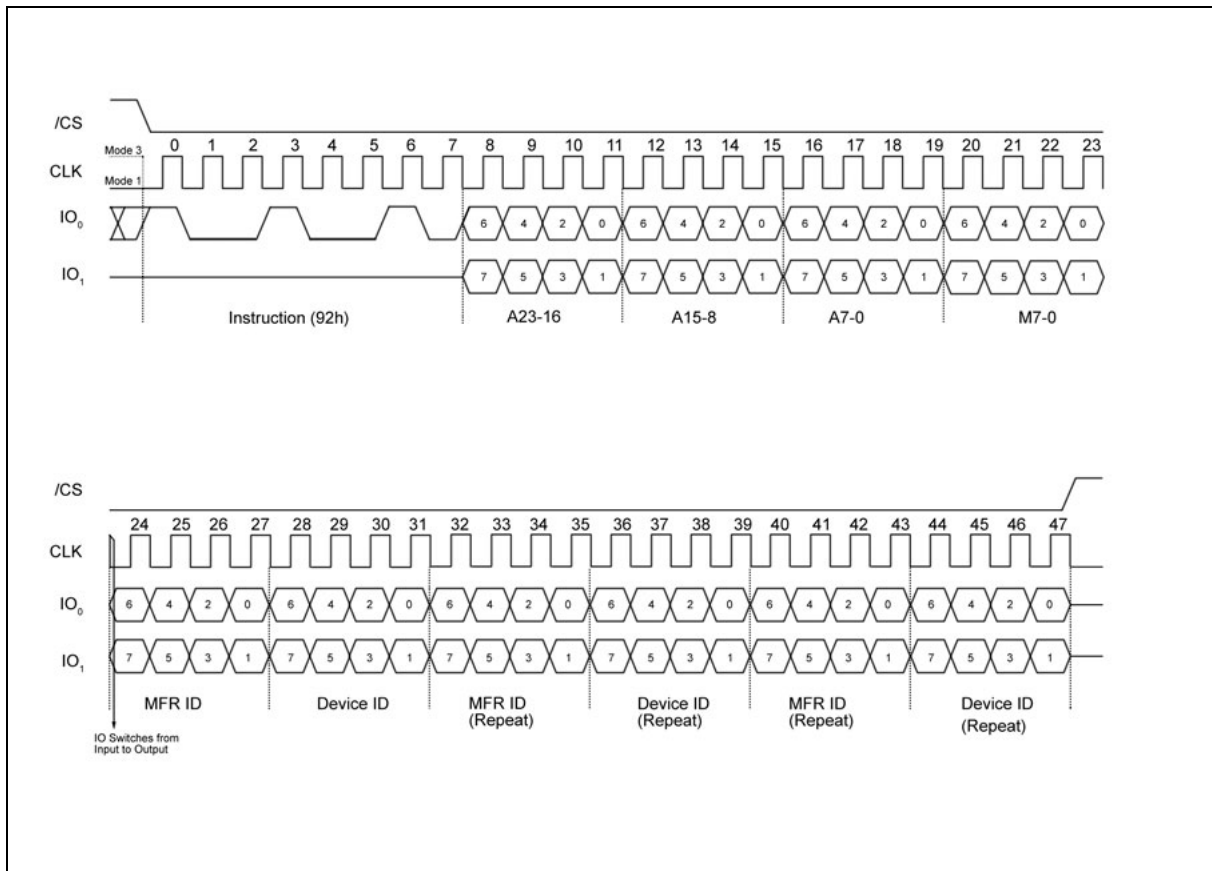 /CS
0 1 2 3 4 5 6 7 8 9 10 11 12 13 14 15 16 17 18 19 20 21 22 23
Mode 3
CLK
Mode 1
IO0
6 4 2 0 6 4 2 0 6 4 2 0 6 4 2 0
IO1
7 5 3 1 7 5 3 1 7 5 3 1 7 5 3 1
Instruction (92h) A23-16 A15-8 A7-0 M7-0
/CS
24 25 26 27 28 29 30 31 32 33 34 35 36 37 38 39 40 41 42 43 44 45 46 47
CLK
IO0
6 4 2 0 6 4 2 0 6 4 2 0 6 4 2 0 6 4 2 0 6 4 2 0
IO1
7 5 3 1 7 5 3 1 7 5 3 1 7 5 3 1 7 5 3 1 7 5 3 1
MFR ID Device ID MFR ID Device ID MFR ID Device ID
(Repeat) (Repeat) (Repeat) (Repeat)
IO Switches from
Input to Output